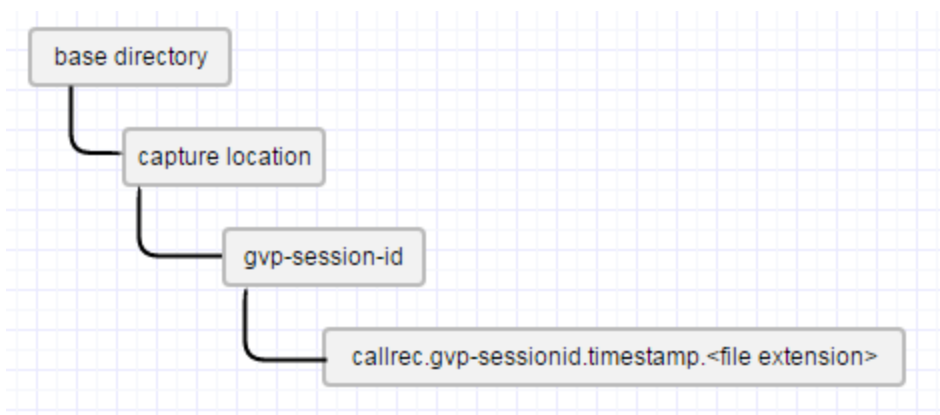 base directory
capture location
gvp-session-id
callrec.gvp-sessionid.timestamp.<file extension>